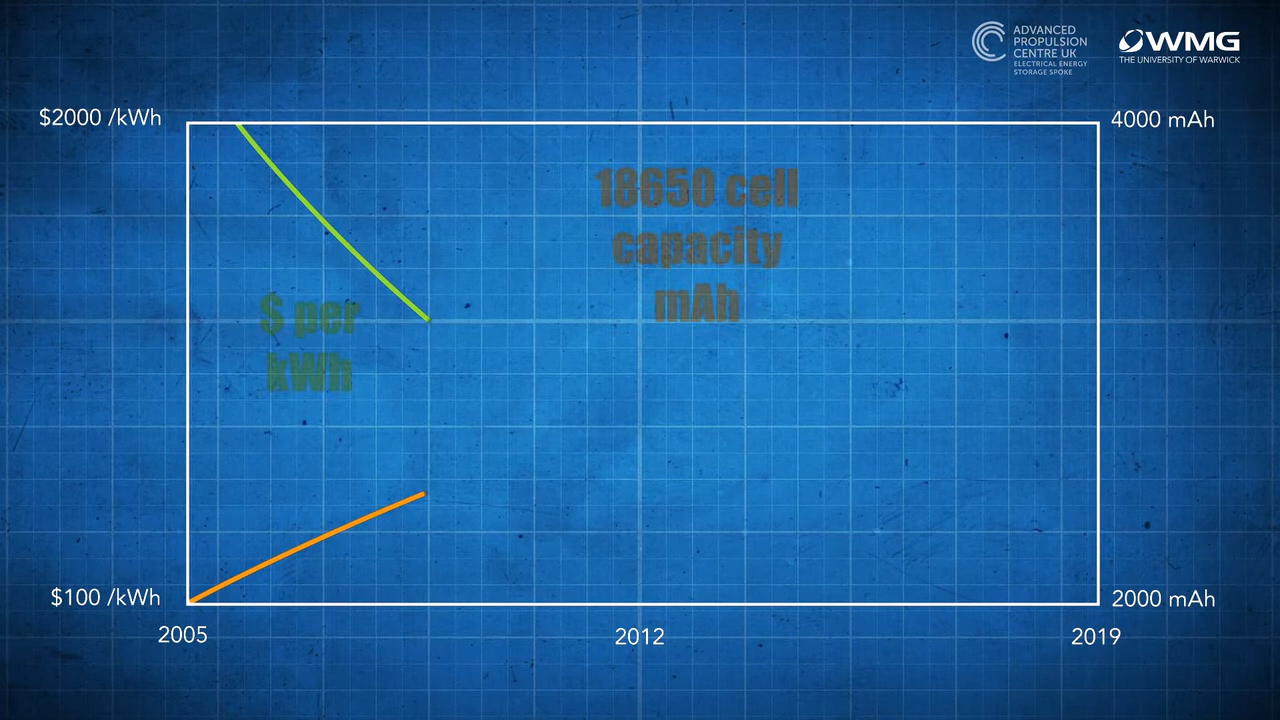 ADVANCED
PROPULSION
CENTRE UK
ELECTRICAL ENERGY
STORAGE SPOKE
WMG
THE UNIVERSITY OF WARWICK
$2000 /kWh
4000 mAh
18650 cell
capacity
mAh
$ per
kWh
$100 /kWh
2000 mAh
2005
2012
2019